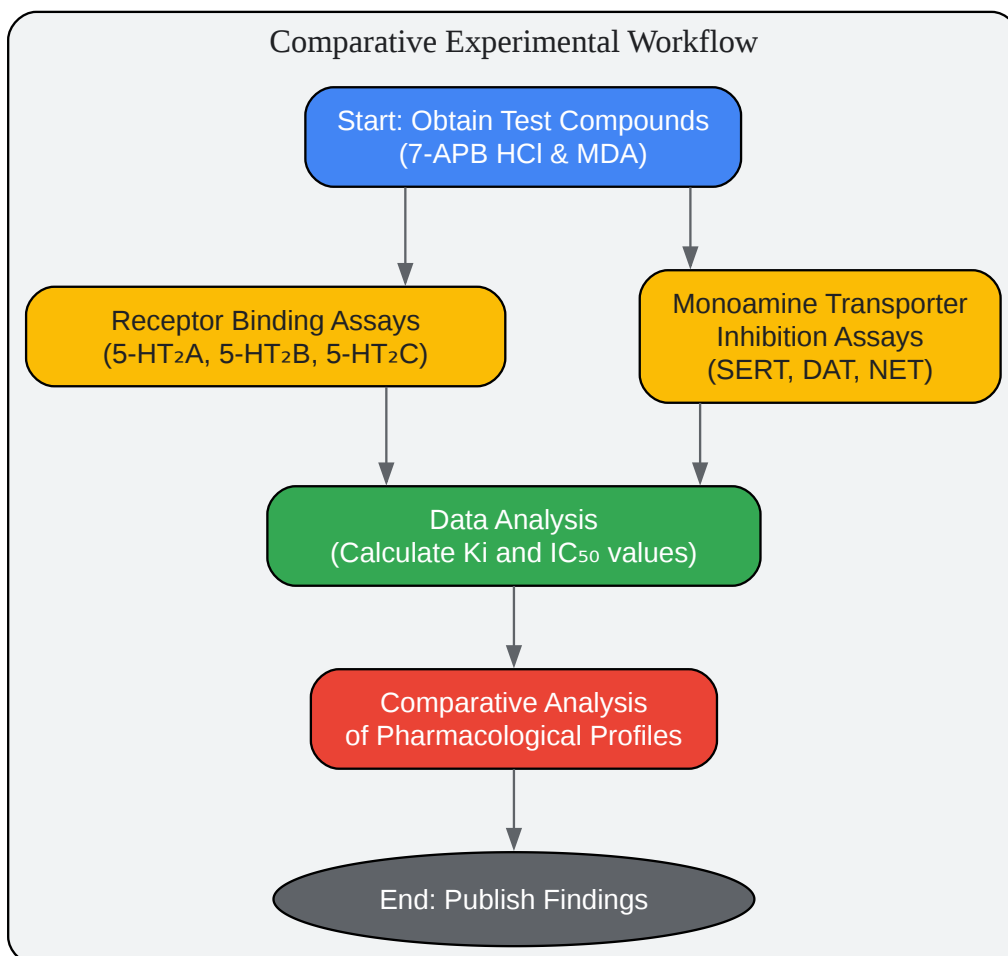 Comparative Experimental Workflow
Start: Obtain Test Compounds
(7-APB HCl & MDA)
Receptor Binding Assays
(5-HT₂A, 5-HT₂B, 5-HT₂C)
Monoamine Transporter
Inhibition Assays
(SERT, DAT, NET)
Data Analysis
(Calculate Ki and IC₅₀ values)
Comparative Analysis
of Pharmacological Profiles
End: Publish Findings